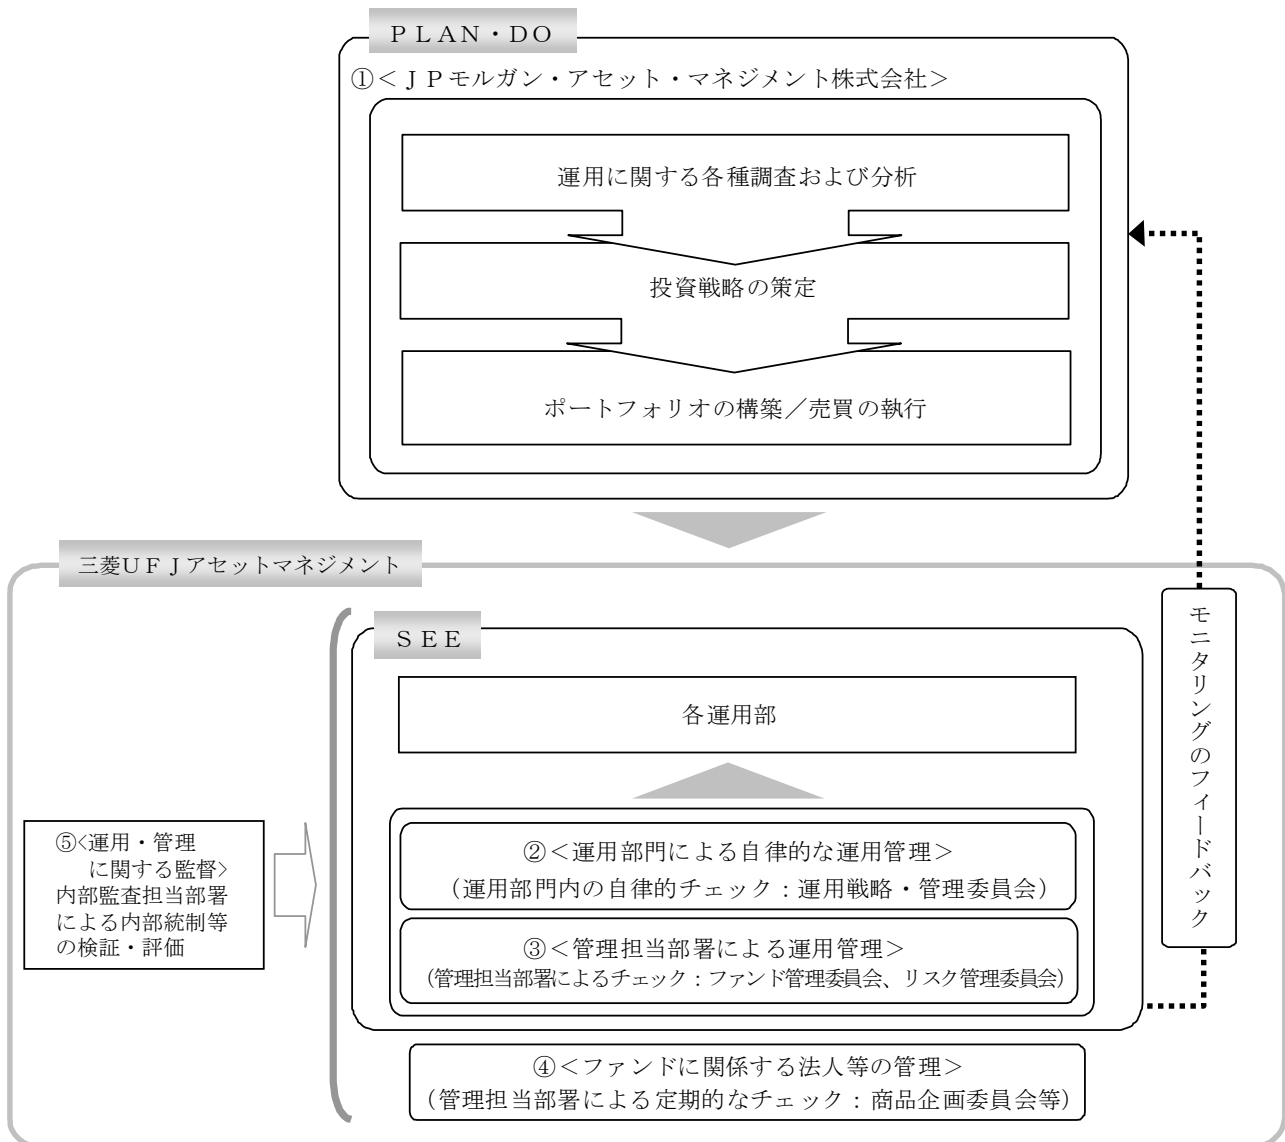 ＰＬＡＮ・ＤＯ
①＜ＪＰモルガン・アセット・マネジメント株式会社＞
運用に関する各種調査および分析
投資戦略の策定
ポートフォリオの構築／売買の執行
三菱ＵＦＪアセットマネジメント
ＳＥＥ
各運用部
②＜運用部門による自律的な運用管理＞
（運用部門内の自律的チェック：運用戦略・管理委員会）
③＜管理担当部署による運用管理＞
（管理担当部署によるチェック：ファンド管理委員会、リスク管理委員会）
④＜ファンドに関係する法人等の管理＞
（管理担当部署による定期的なチェック：商品企画委員会等）
⑤<運用・管理
に関する監督>
内部監査担当部署
による内部統制等
の検証・評価
モニタリングのフィードバック